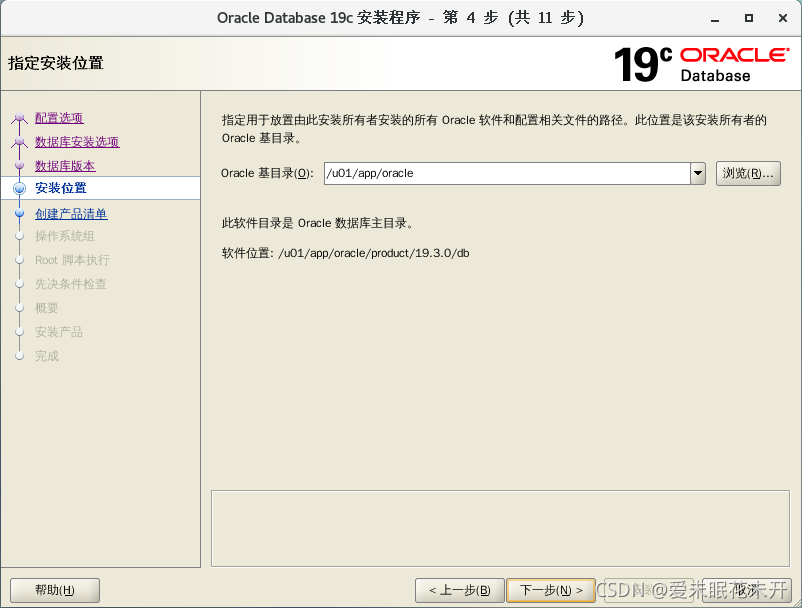 Oracle Database 19c 安装程序 - 第 4 步 (共 11 步)
指定安装位置
19c ORACLE
Database
配置选项
数据库安装选项
数据库版本
安装位置
创建产品清单
操作系统组
Root 脚本执行
先决条件检查
概要
安装产品
完成
指定用于放置由此安装所有者安装的所有 Oracle 软件和配置相关文件的路径。此位置是该安装所有者的
Oracle 基目录。
Oracle 基目录(O): /u01/app/oracle 浏览(R)...
此软件目录是 Oracle 数据库主目录。
软件位置: /u01/app/oracle/product/19.3.0/db
帮助(H) < 上一步(B) 下一步(N) > 取消
CSDN @爱未眠花未开